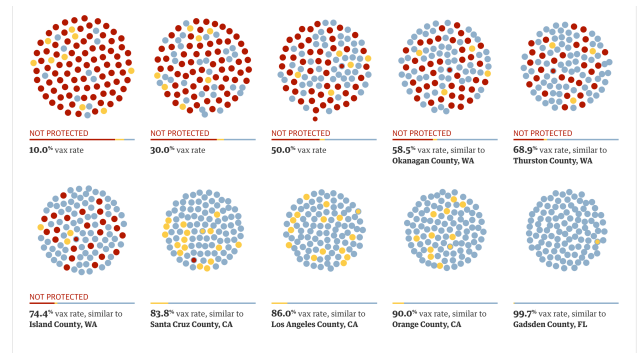 NOT PROTECTED
10.0% vax rate
NOT PROTECTED
30.0% vax rate
NOT PROTECTED
50.0% vax rate
NOT PROTECTED
58.5% vax rate, similar to
Okanagan County, WA
NOT PROTECTED
68.9% vax rate, similar to
Thurston County, WA
NOT PROTECTED
74.4% vax rate, similar to
Island County, WA
83.8% vax rate, similar to
Santa Cruz County, CA
86.0% vax rate, similar to
Los Angeles County, CA
90.0% vax rate, similar to
Orange County, CA
99.7% vax rate, similar to
Gadsden County, FL